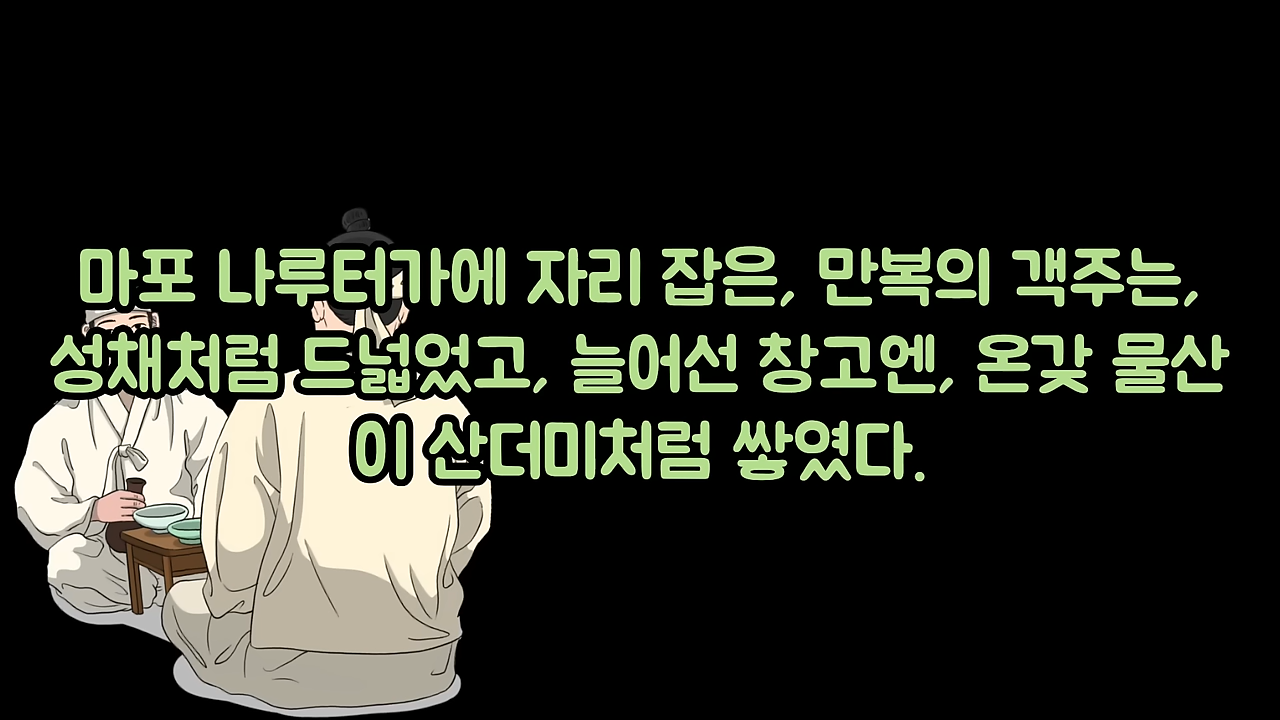 마포 나루터가에 자리 잡은, 만복의 객주는,
성채처럼 드넓었고, 늘어선 창고엔, 온갖 물산
이 산더미처럼 쌓였다.